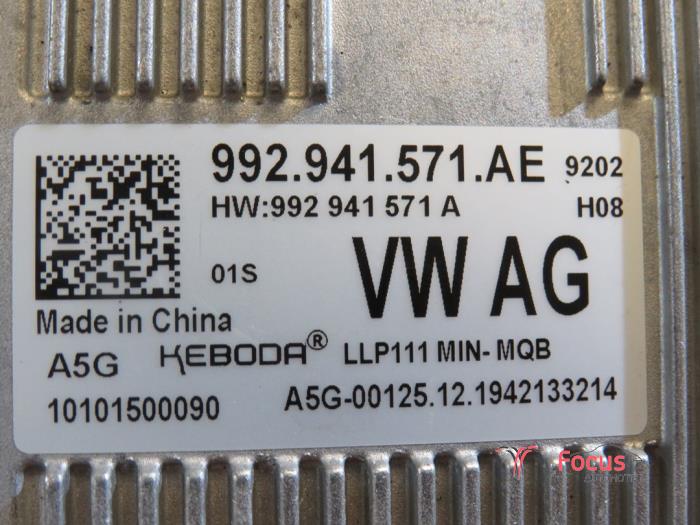 992.941.571.AE 9202
HW:992 941 571 A H08
01S VW AG
Made in China
A5G KEBODA® LLP111 MIN- MQB
10101500090 A5G-00125.12.1942133214
Focus
AUTOMOTIVE